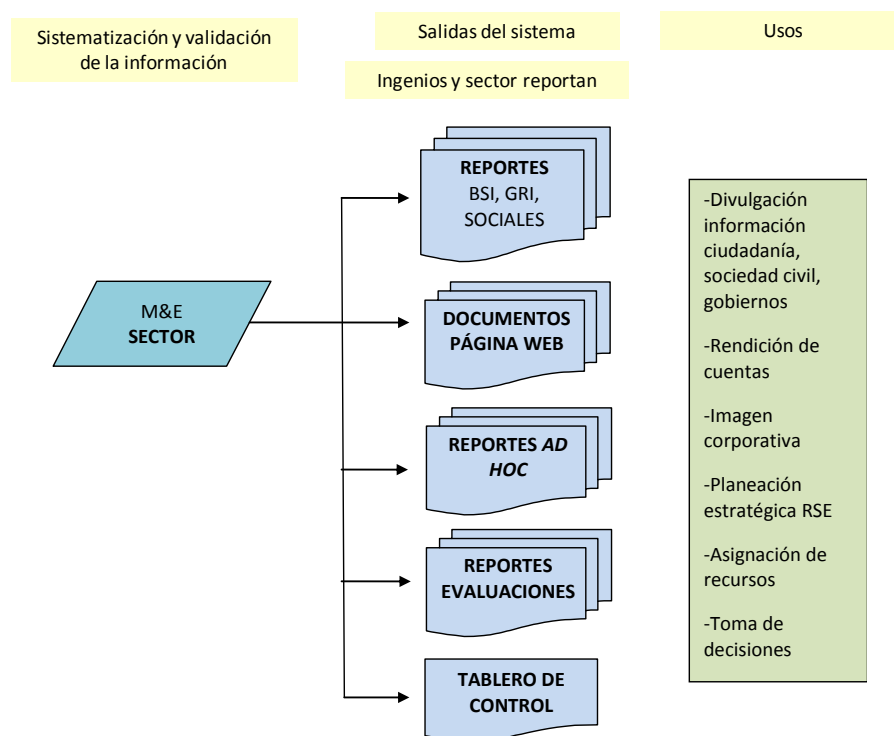 Sistematización y validación
de la información
Salidas del sistema
Usos
Ingenios y sector reportan
M&E
SECTOR
REPORTES
BSI, GRI,
SOCIALES
DOCUMENTOS
PÁGINA WEB
REPORTES AD
HOC
REPORTES
EVALUACIONES
TABLERO DE
CONTROL
-Divulgación
información
ciudadanía,
sociedad civil,
gobiernos
-Rendición de
cuentas
-Imagen
corporativa
-Planeación
estratégica RSE
-Asignación de
recursos
-Toma de
decisiones